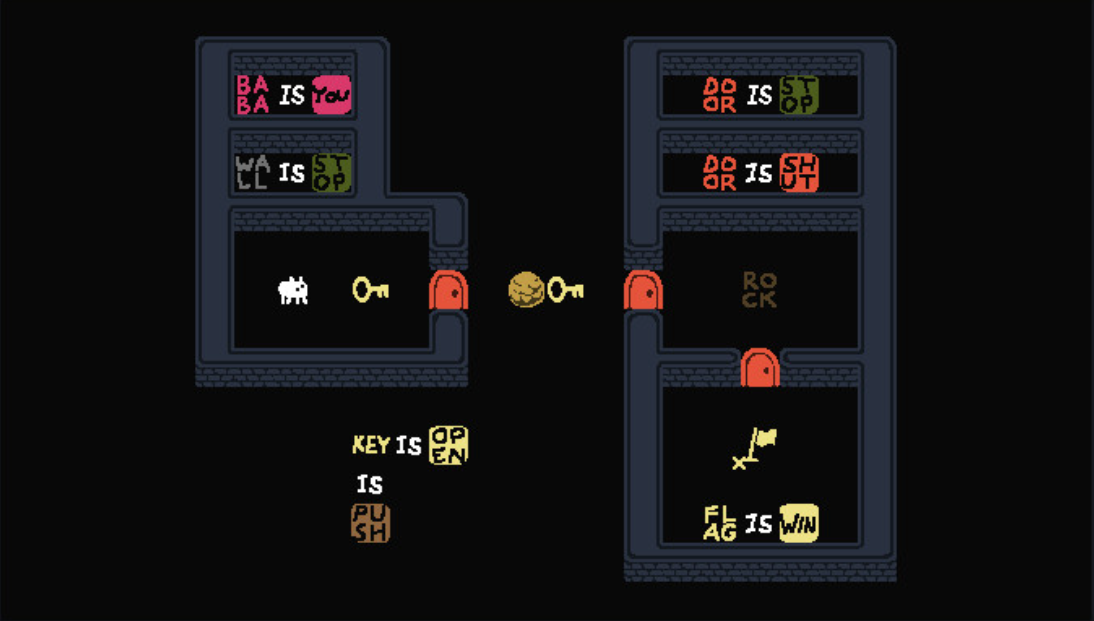 BABA IS YOU
DOOR IS STOP
WALL IS STOP
DOOR IS SHUT
ROCK
KEY IS OPEN
IS
PUSH
FLAG IS WIN